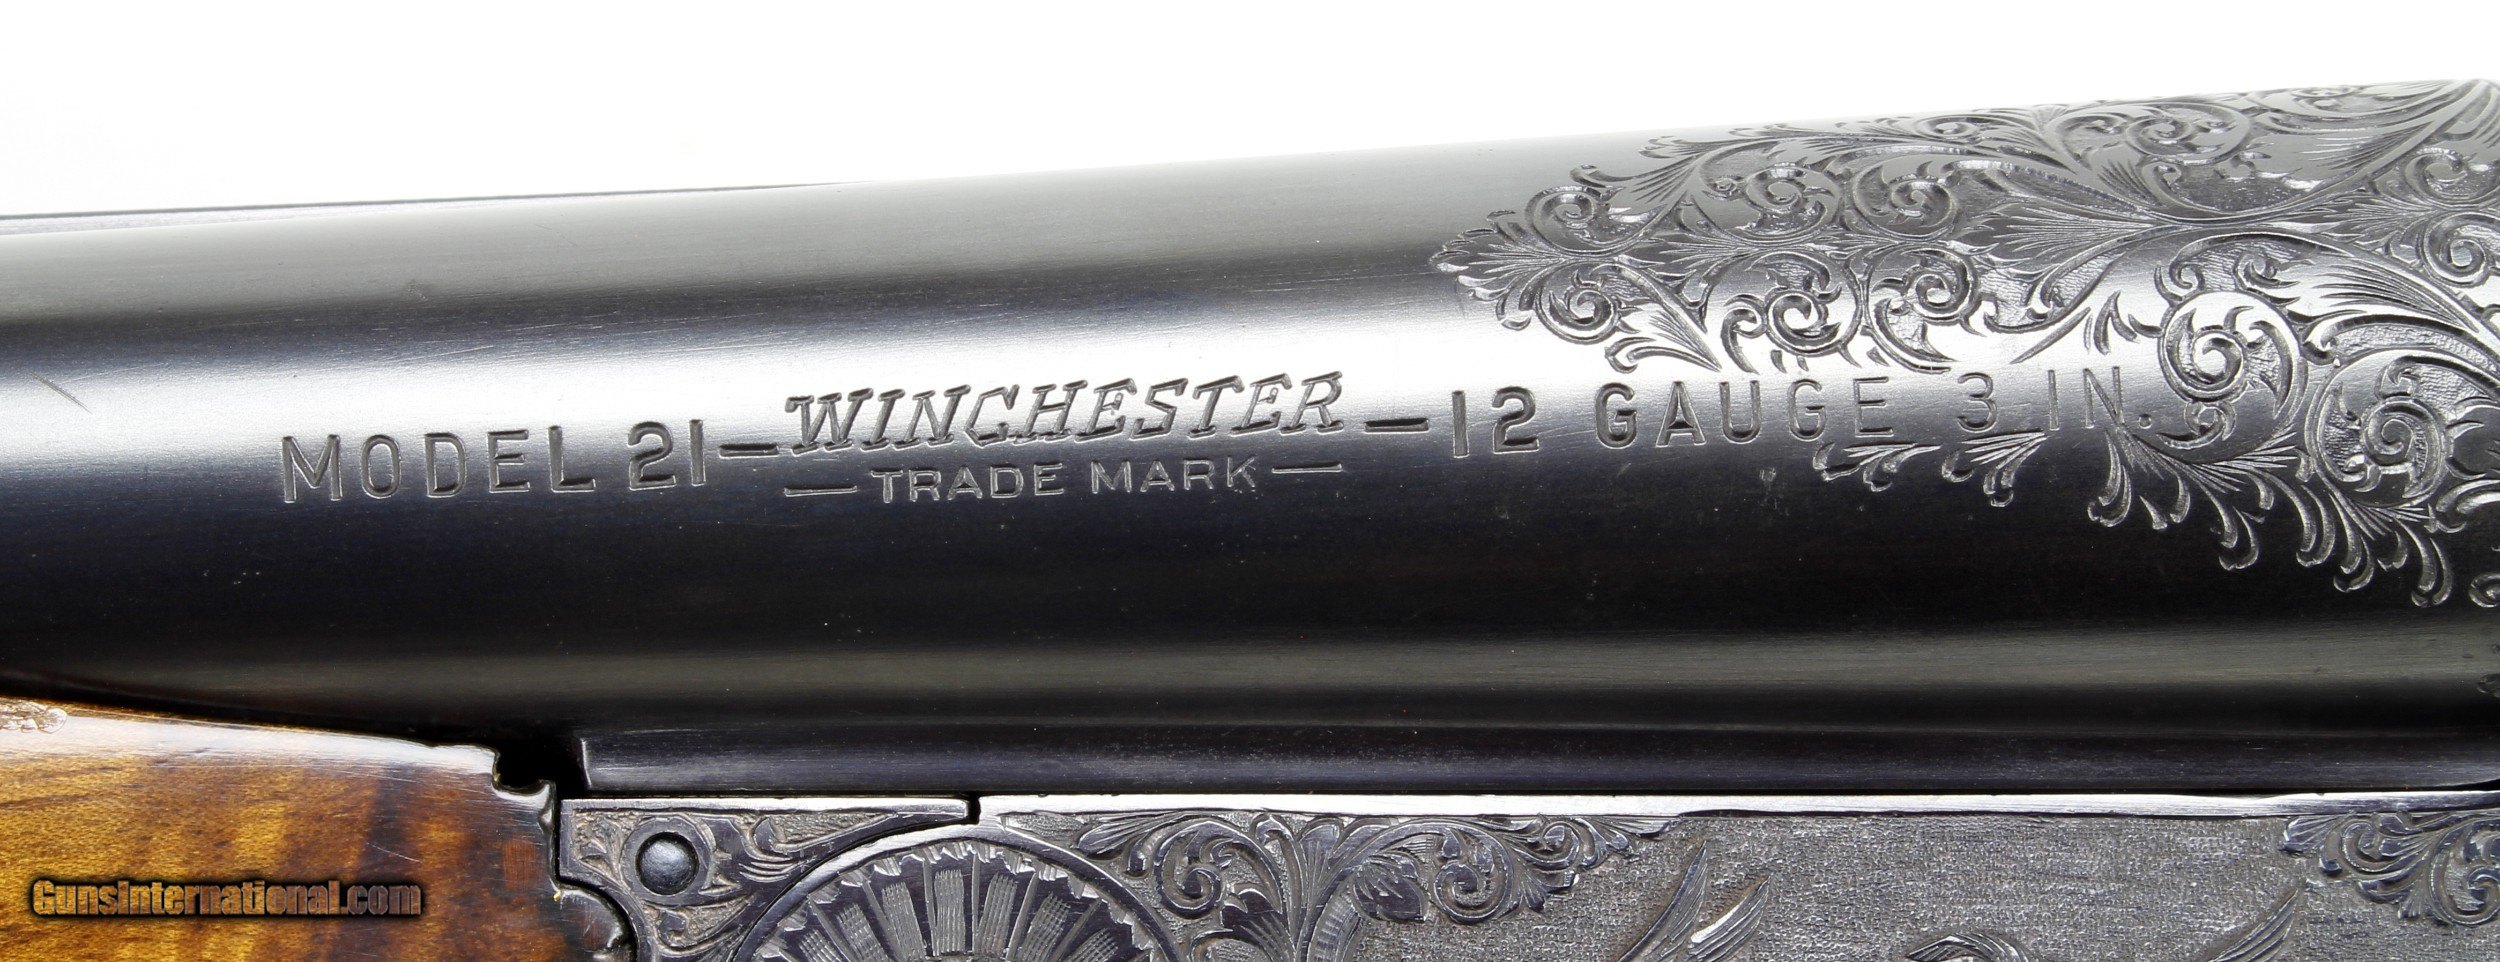 MODEL 21-WINCHESTER-12 GAUGE 3 IN.
-TRADE MARK-
GunsInternational.com